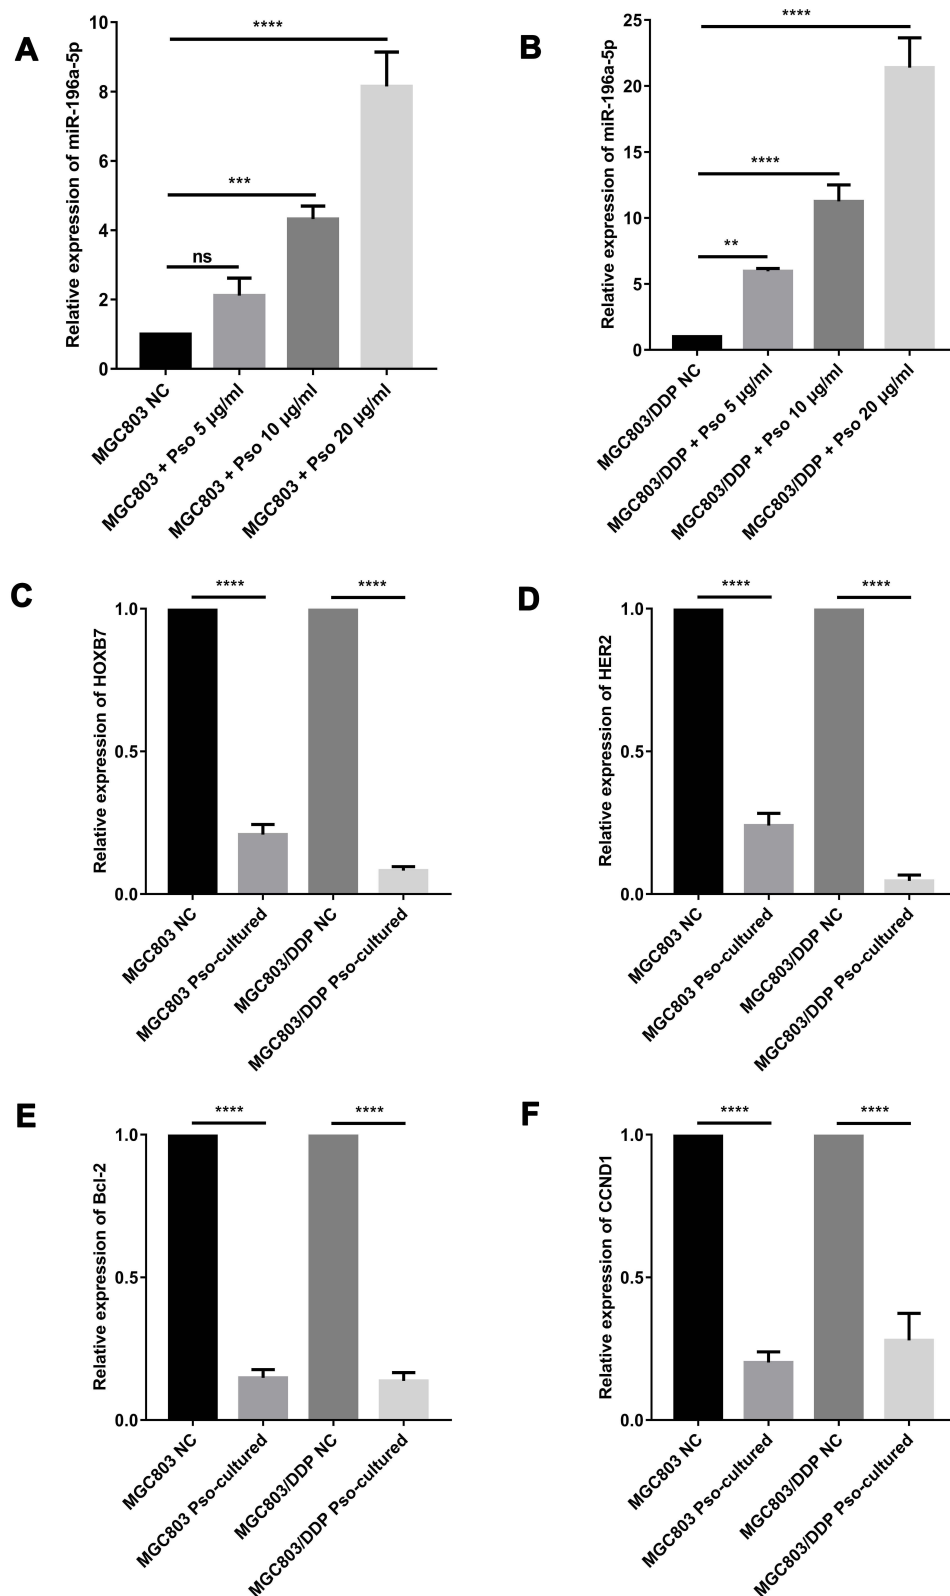 A
Relative expression of miR-196a-5p
10
8
6
4
2
0
****
***
ns
MGC803 NC
MGC803 + Pso 5 μg/ml
MGC803 + Pso 10 μg/ml
MGC803 + Pso 20 μg/ml
B
Relative expression of miR-196a-5p
25
20
15
10
5
0
****
****
**
MGC803/DDP NC
MGC803/DDP + Pso 5 μg/ml
MGC803/DDP + Pso 10 μg/ml
MGC803/DDP + Pso 20 μg/ml
C
Relative expression of HOXB7
1.0
0.5
0.0
****
****
MGC803 NC
MGC803 Pso-cultured
MGC803/DDP NC
MGC803/DDP Pso-cultured
D
Relative expression of HER2
1.0
0.5
0.0
****
****
MGC803 NC
MGC803 Pso-cultured
MGC803/DDP NC
MGC803/DDP Pso-cultured
E
Relative expression of Bcl-2
1.0
0.5
0.0
****
****
MGC803 NC
MGC803 Pso-cultured
MGC803/DDP NC
MGC803/DDP Pso-cultured
F
Relative expression of CCND1
1.0
0.5
0.0
****
****
MGC803 NC
MGC803 Pso-cultured
MGC803/DDP NC
MGC803/DDP Pso-cultured